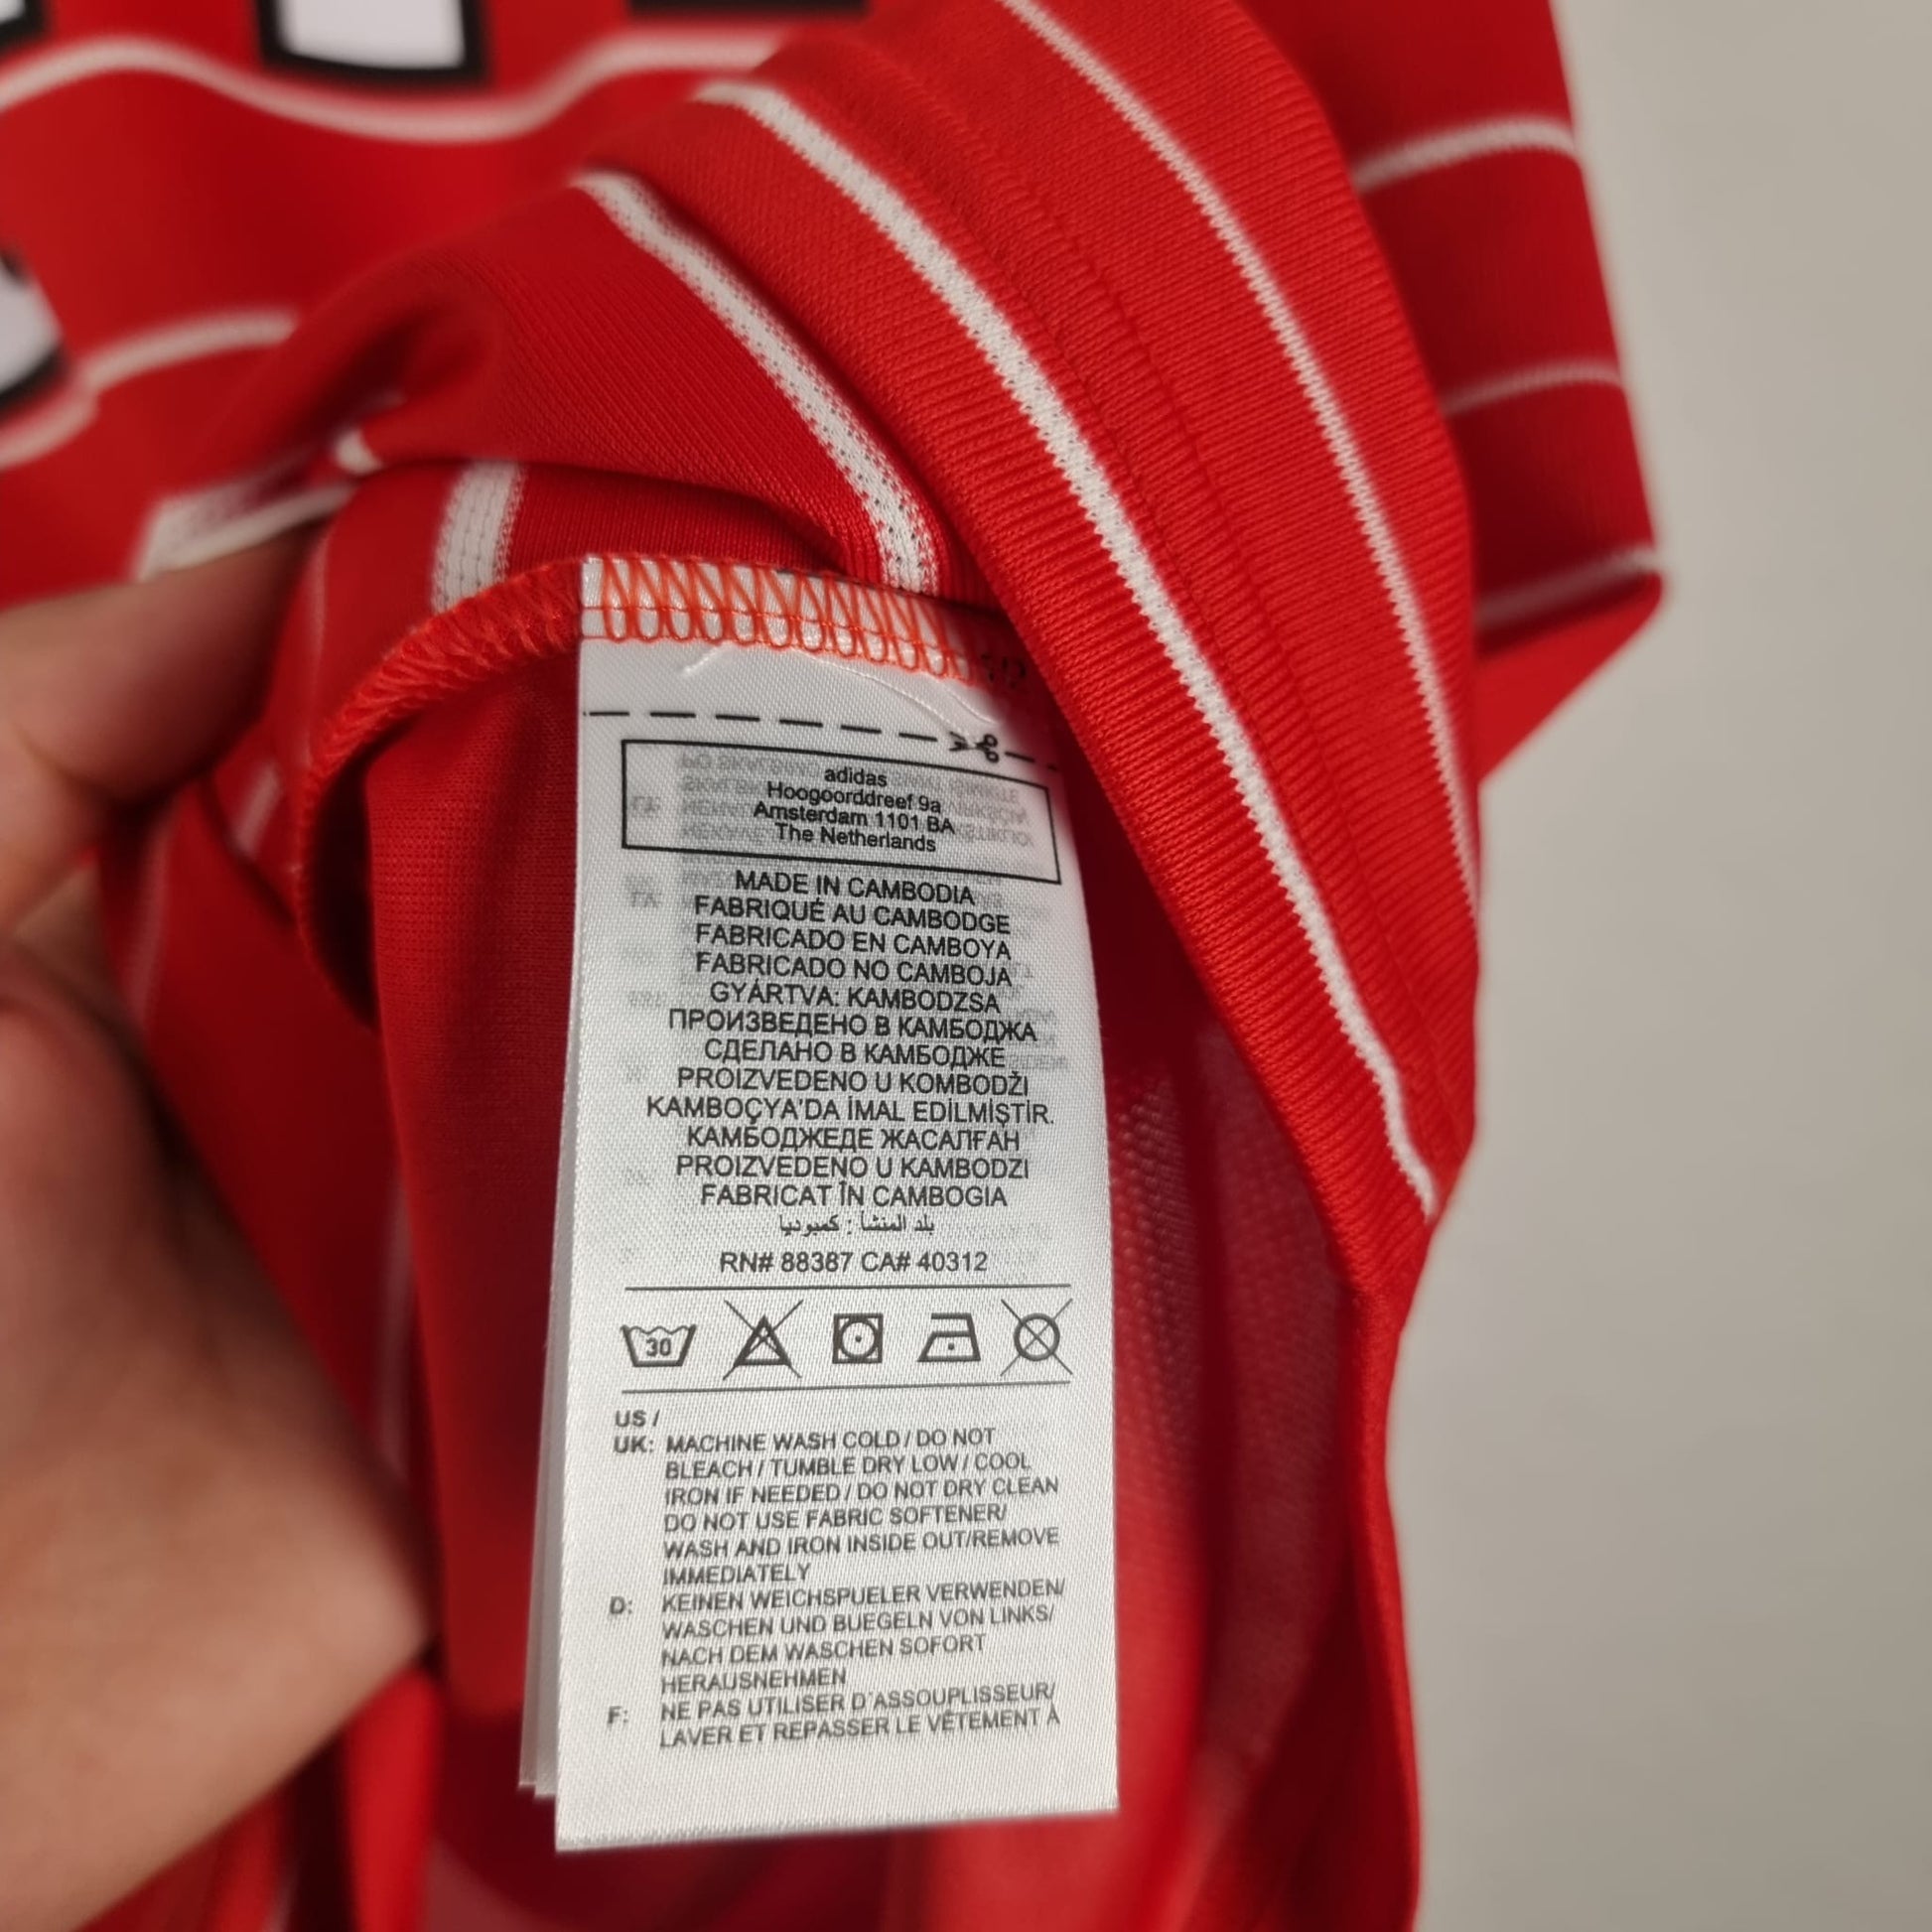 adidas
Hoogoorddreef 9a
Amsterdam 1101 BA
The Netherlands
MADE IN CAMBODIA
FABRIQUÉ AU CAMBODGE
FABRICADO EN CAMBOYA
FABRICADO NO CAMBOJA
GYÁRTVA: KAMBODZSA
ПРОИЗВЕДЕНО В КАМБОДЖА
СДЕЛАНО В КАМБОДЖЕ
PROIZVEDENO U KOMBODŽI
KAMBOÇYA'DA İMAL EDİLMİŞTİR.
КАМБОДЖЕДЕ ЖАСАЛҒАН
PROIZVEDENO U KAMBODZI
FABRICAT ÎN CAMBOGIA
بلد المنشأ : كمبوديا
RN# 88387 CA# 40312
30
US /
UK: MACHINE WASH COLD / DO NOT
BLEACH / TUMBLE DRY LOW / COOL
IRON IF NEEDED / DO NOT DRY CLEAN
DO NOT USE FABRIC SOFTENER/
WASH AND IRON INSIDE OUT/REMOVE
IMMEDIATELY
D: KEINEN WEICHSPUELER VERWENDEN/
WASCHEN UND BUEGELN VON LINKS/
NACH DEM WASCHEN SOFORT
HERAUSNEHMEN
F: NE PAS UTILISER D'ASSOUPLISSEUR/
LAVER ET REPASSER LE VÊTEMENT À